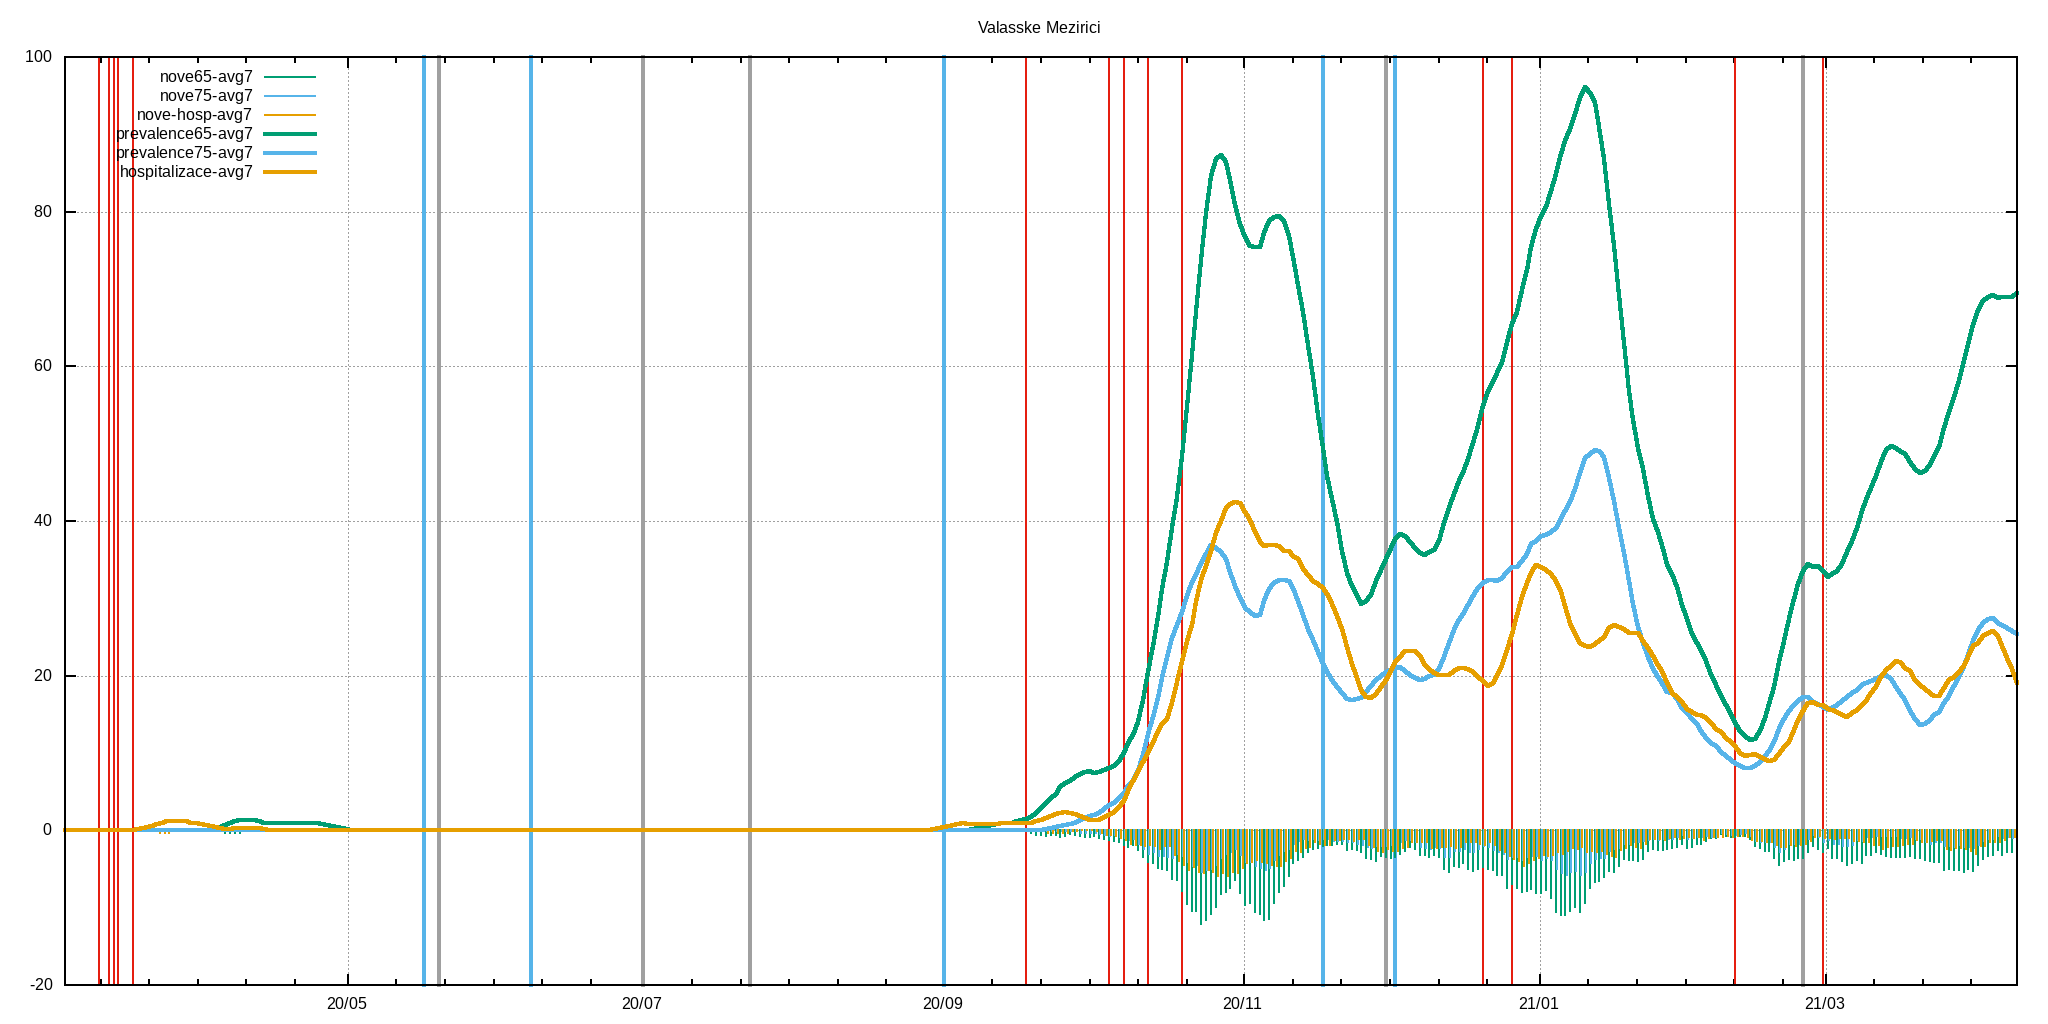 Valasske Mezirici
100
80
60
40
20
0
-20
nove65-avg7
nove75-avg7
nove-hosp-avg7
prevalence65-avg7
prevalence75-avg7
hospitalizace-avg7
20/05 20/07 20/09 20/11 21/01 21/03